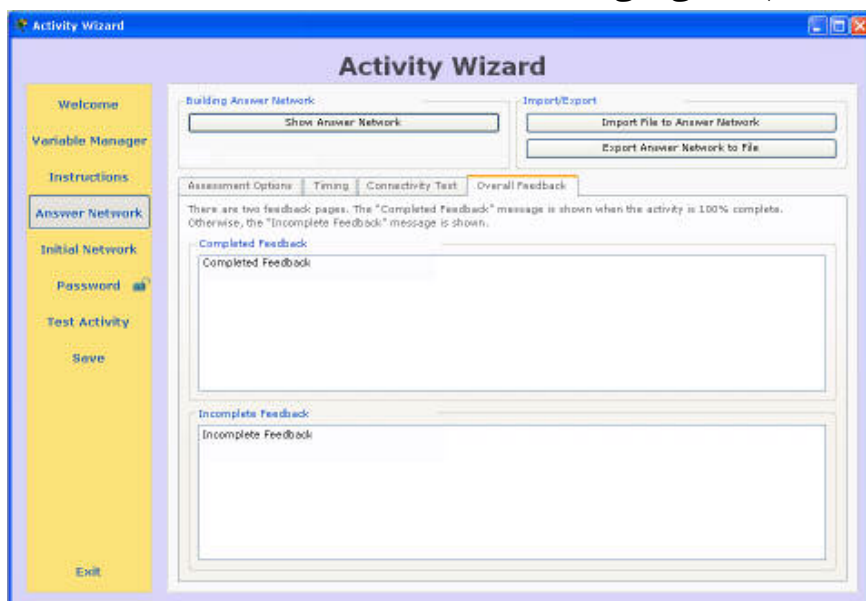 Activity Wizard
Activity Wizard
Welcome
Variable Manager
Instructions
Answer Network
Initial Network
Password
Test Activity
Save
Exit
Building Answer Network
Show Answer Network
Import/Export
Import File to Answer Network
Export Answer Network to File
Assessment Options
Timing
Connectivity Test
Overall Feedback
There are two feedback pages. The "Completed Feedback" message is shown when the activity is 100% complete.
Otherwise, the "Incomplete Feedback" message is shown.
Completed Feedback
Completed Feedback
Incomplete Feedback
Incomplete Feedback